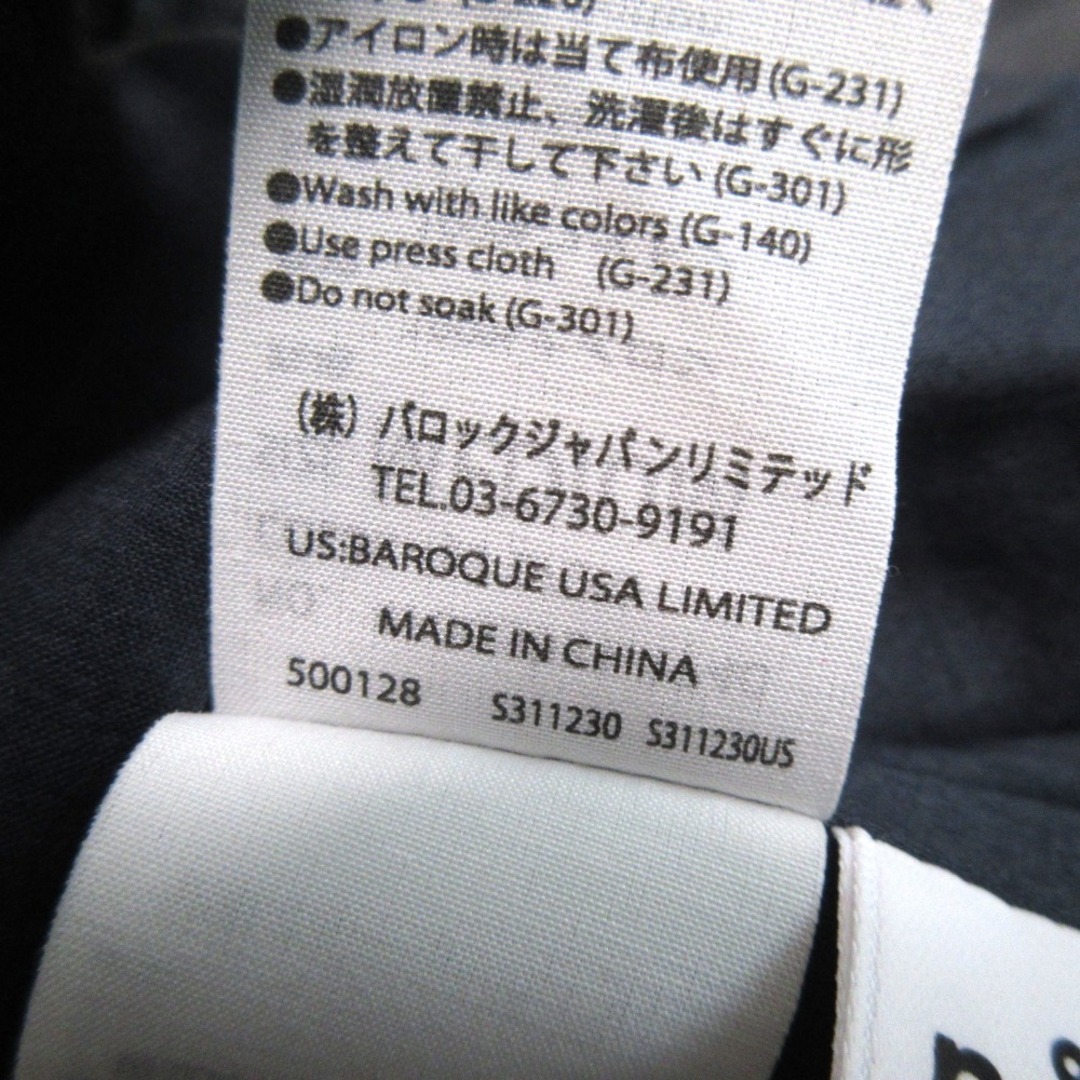 ●アイロン時は当て布使用(G-231)
●湿潤放置禁止、洗濯後はすぐに形
を整えて干して下さい(G-301)
●Wash with like colors (G-140)
●Use press cloth (G-231)
●Do not soak (G-301)
(株) バロックジャパンリミテッド
TEL.03-6730-9191
US:BAROQUE USA LIMITED
MADE IN CHINA
500128 S311230 S311230US